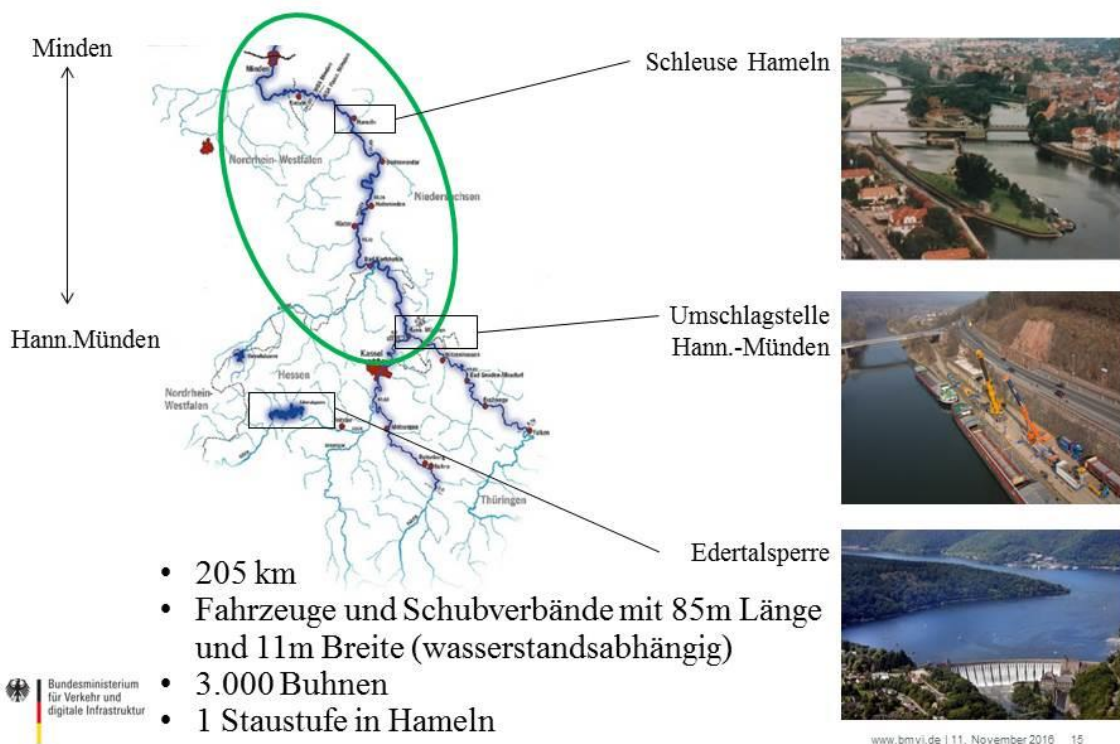 Minden
Hann.Münden
Schleuse Hameln
Umschlagstelle
Hann.-Münden
Edertalsperre
Minden
Hameln
Nordrhein-Westfalen
Niedersachsen
Kassel
Hessen
Nordrhein-
Westfalen
Thüringen
• 205 km
• Fahrzeuge und Schubverbände mit 85m Länge
und 11m Breite (wasserstandsabhängig)
• 3.000 Buhnen
• 1 Staustufe in Hameln
Bundesministerium
für Verkehr und
digitale Infrastruktur
www.bmvi.de | 11. November 2016 15